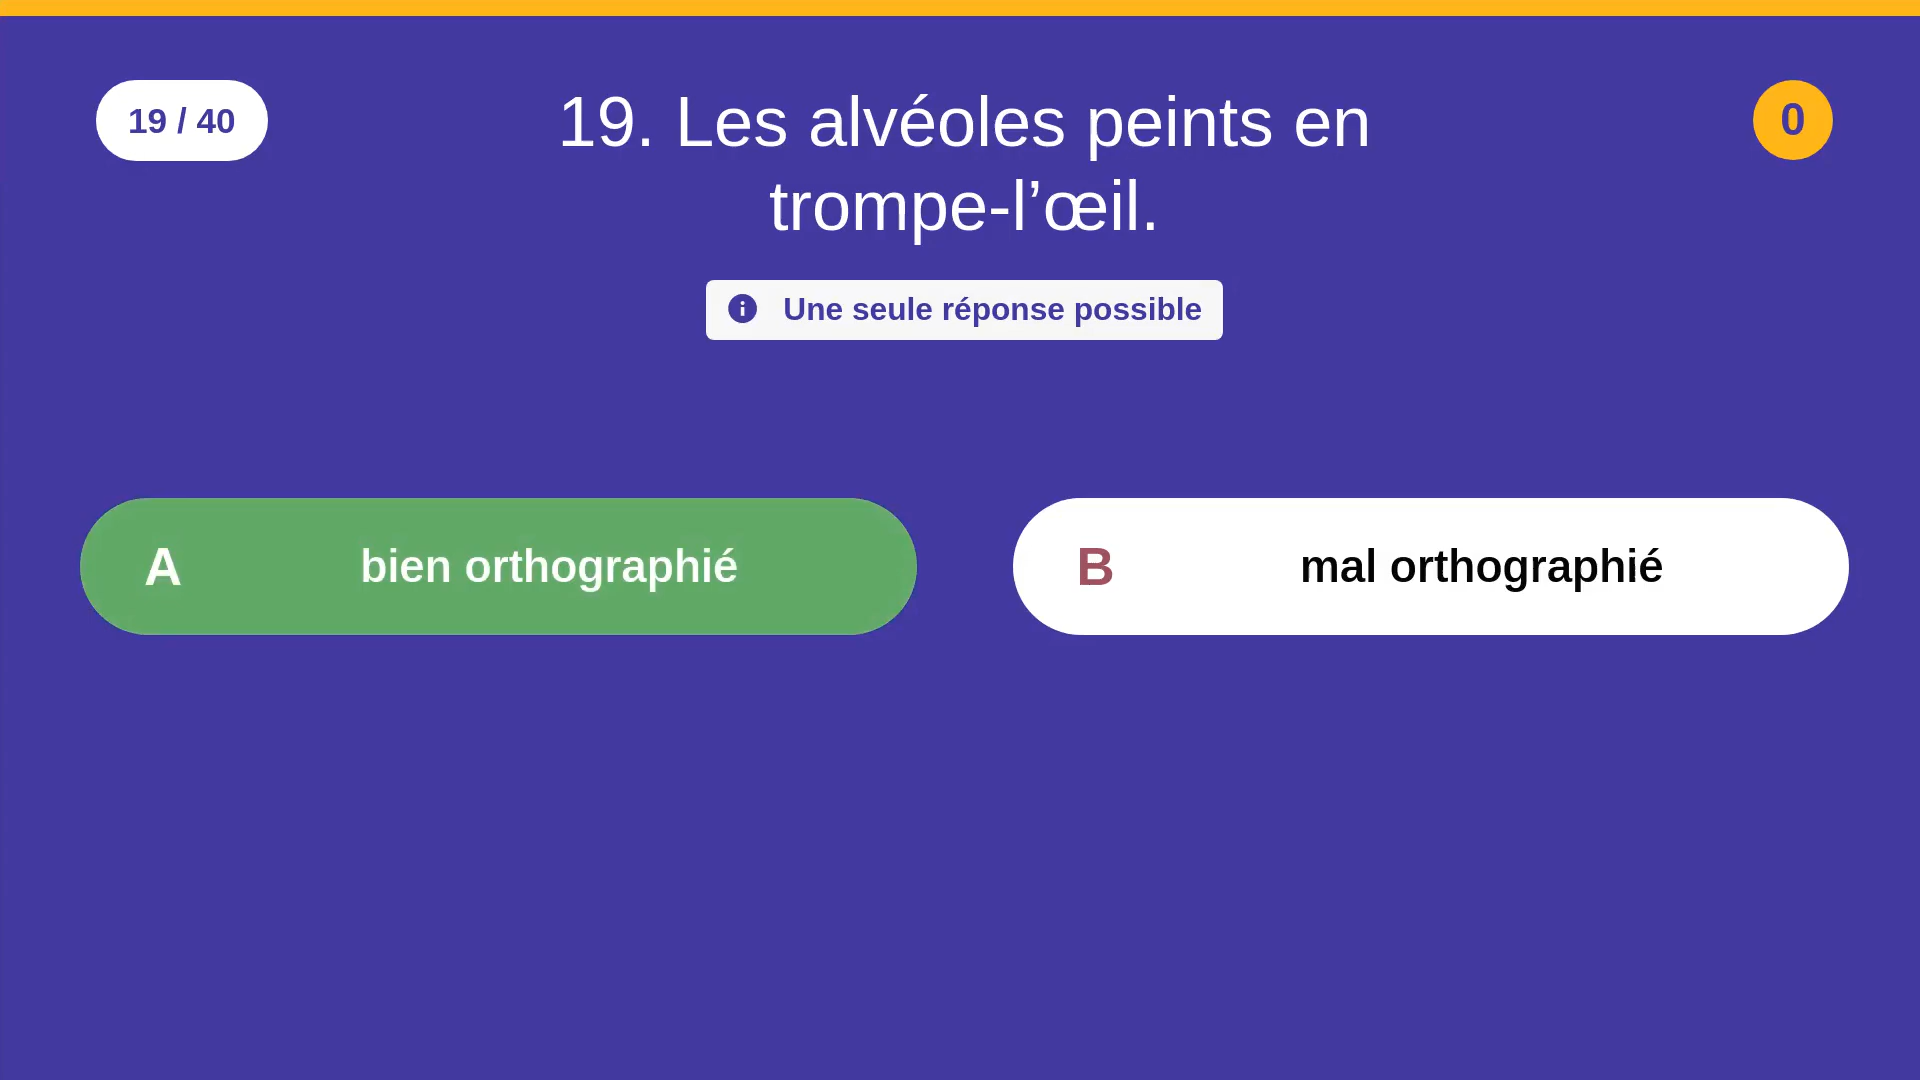 19 / 40
19. Les alvéoles peints en
trompe-l’œil.
0
Une seule réponse possible
A bien orthographié
B mal orthographié